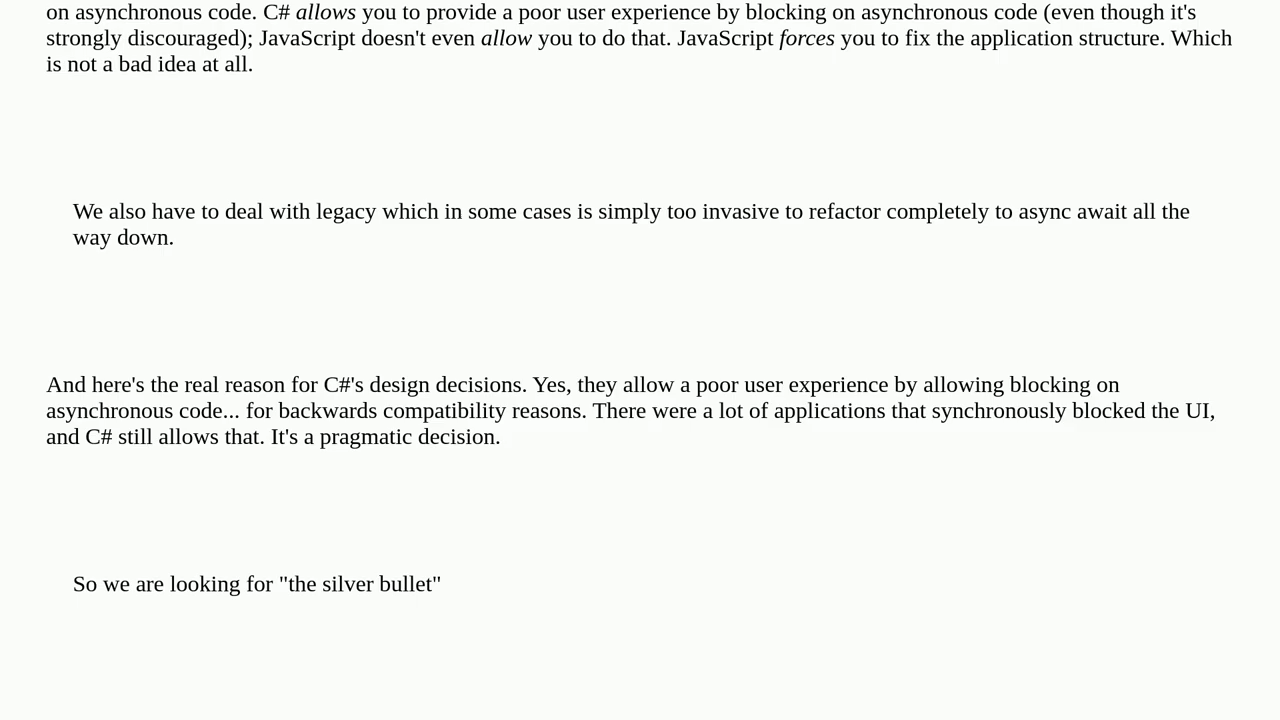 on asynchronous code. C# allows you to provide a poor user experience by blocking on asynchronous code (even though it's
strongly discouraged); JavaScript doesn't even allow you to do that. JavaScript forces you to fix the application structure. Which
is not a bad idea at all.
We also have to deal with legacy which in some cases is simply too invasive to refactor completely to async await all the
way down.
And here's the real reason for C#'s design decisions. Yes, they allow a poor user experience by allowing blocking on
asynchronous code... for backwards compatibility reasons. There were a lot of applications that synchronously blocked the UI,
and C# still allows that. It's a pragmatic decision.
So we are looking for "the silver bullet"